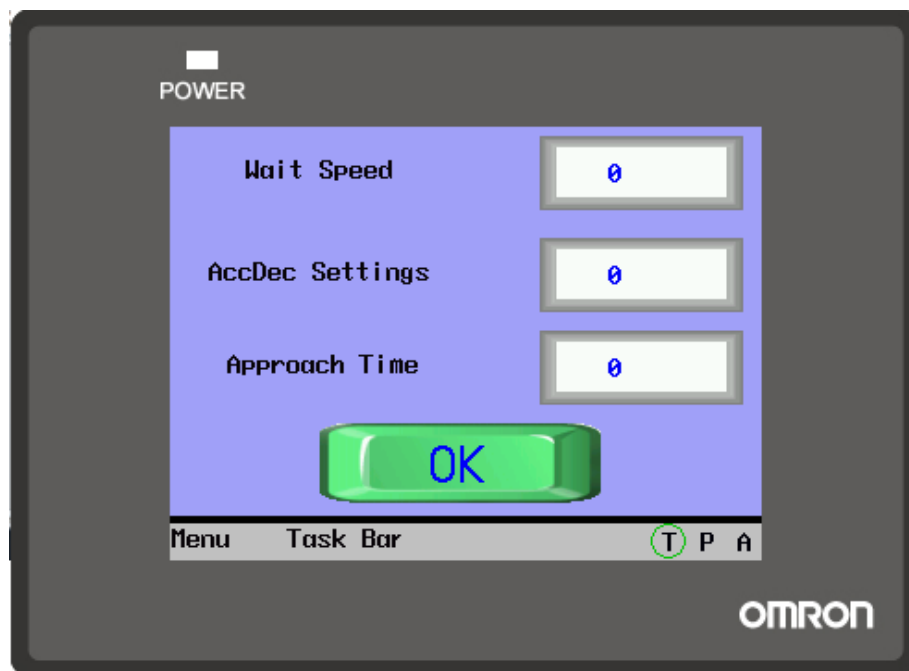 POWER
Wait Speed 0
AccDec Settings 0
Approach Time 0
OK
Menu Task Bar T P A
OMRON